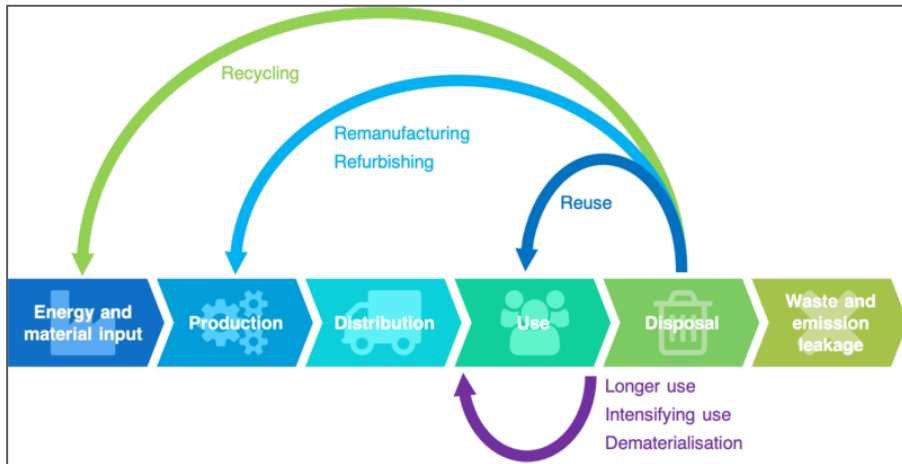 Recycling
Remanufacturing
Refurbishing
Reuse
Energy and
material input
Production
Distribution
Use
Disposal
Waste and
emission
leakage
Longer use
Intensifying use
Dematerialisation